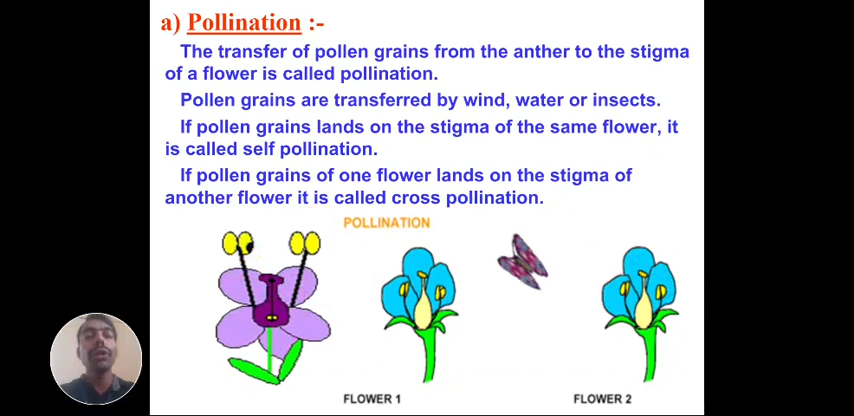 a) Pollination :-
The transfer of pollen grains from the anther to the stigma
of a flower is called pollination.
Pollen grains are transferred by wind, water or insects.
If pollen grains lands on the stigma of the same flower, it
is called self pollination.
If pollen grains of one flower lands on the stigma of
another flower it is called cross pollination.
POLLINATION
FLOWER 1
FLOWER 2